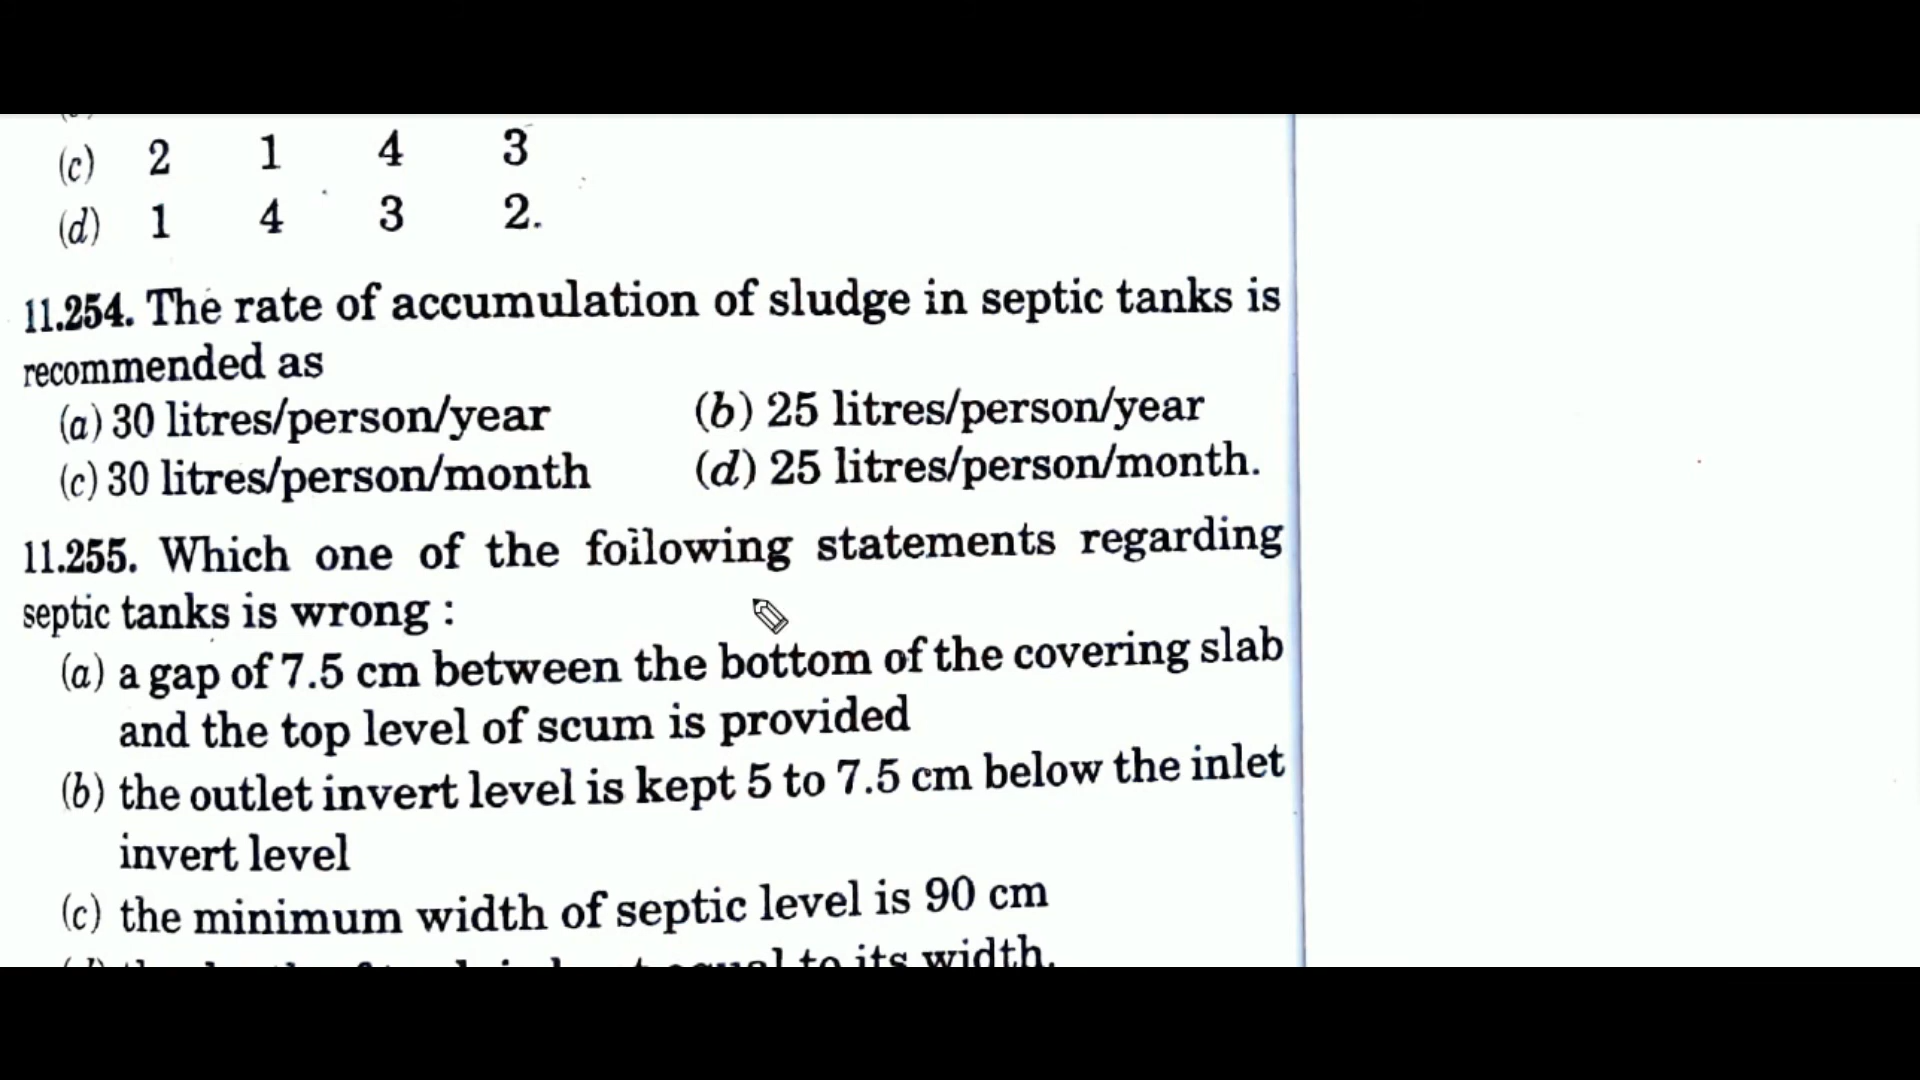 (c) 2 1 4 3
(d) 1 4 3 2.
11.254. The rate of accumulation of sludge in septic tanks is
recommended as
(a) 30 litres/person/year (b) 25 litres/person/year
(c) 30 litres/person/month (d) 25 litres/person/month.
11.255. Which one of the following statements regarding
septic tanks is wrong :
(a) a gap of 7.5 cm between the bottom of the covering slab
and the top level of scum is provided
(b) the outlet invert level is kept 5 to 7.5 cm below the inlet
invert level
(c) the minimum width of septic level is 90 cm
equal to its width.